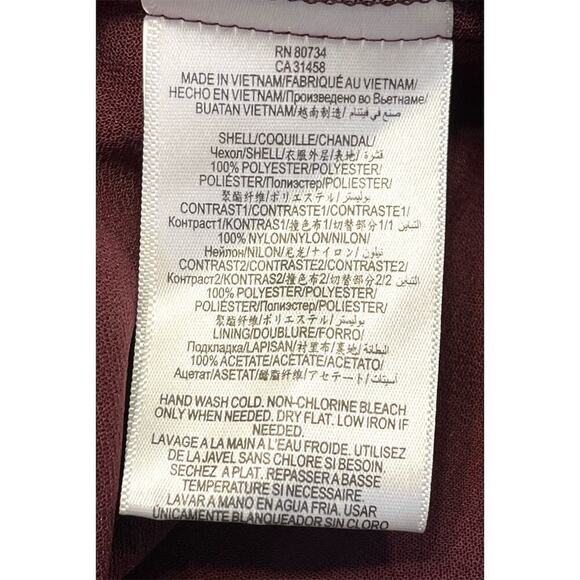 RN 80734
CA 31458
MADE IN VIETNAM/FABRIQUÉ AU VIETNAM/
HECHO EN VIETNAM/Произведено во Вьетнаме/
BUATAN VIETNAM/越南制造/ صنع في فيتنام
SHELL/COQUILLE/CHANDAL/
Чехол/SHELL/衣服外层/表地/ قشرة
100% POLYESTER/POLYESTER/
POLIÉSTER/Полиэстер/POLIESTER/
聚酯纤维/ポリエステル/ بوليستر
CONTRAST1/CONTRASTE1/CONTRASTE1/
Контраст1/KONTRAS1/撞色布1/切替部分1/ التباين 1
100% NYLON/NYLON/NILON/
Нейлон/NILON/尼龙/ナイロン/ نيلون
CONTRAST2/CONTRASTE2/CONTRASTE2/
Контраст2/KONTRAS2/撞色布2/切替部分2/ التباين 2
100% POLYESTER/POLYESTER/
POLIÉSTER/Полиэстер/POLIESTER/
聚酯纤维/ポリエステル/ بوليستر
LINING/DOUBLURE/FORRO/
Подкладка/LAPISAN/衬里布/裏地/ البطانة
100% ACETATE/ACÉTATE/ACETATO/
Ацетат/ASETAT/醋酯纤维/アセテート/ أسيتات
HAND WASH COLD. NON-CHLORINE BLEACH
ONLY WHEN NEEDED. DRY FLAT. LOW IRON IF
NEEDED.
LAVAGE A LA MAIN A L'EAU FROIDE. UTILISEZ
DE LA JAVEL SANS CHLORE SI BESOIN.
SECHEZ A PLAT. REPASSER A BASSE
TEMPERATURE SI NECESSAIRE.
LAVAR A MANO EN AGUA FRIA. USAR
ÚNICAMENTE BLANQUEADOR SIN CLORO